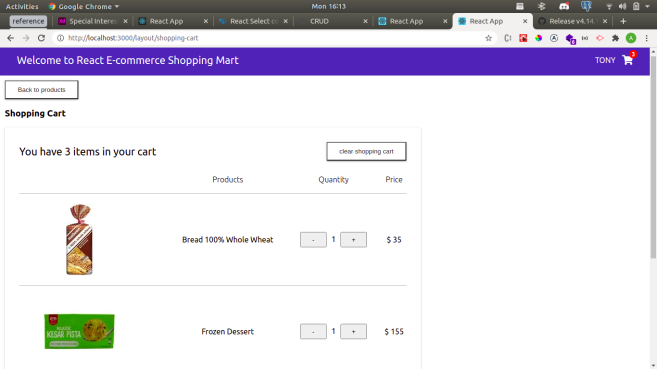 Activities Google Chrome Mon 16:13
reference Special Interes React App React Select co CRUD React App React App Release v4.14.
http://localhost:3000/layout/shopping-cart
Welcome to React E-commerce Shopping Mart TONY 3
Back to products
Shopping Cart
You have 3 items in your cart clear shopping cart
Products Quantity Price
Bread 100% Whole Wheat - 1 + $ 35
KESAR PISTA
Frozen Dessert - 1 + $ 155